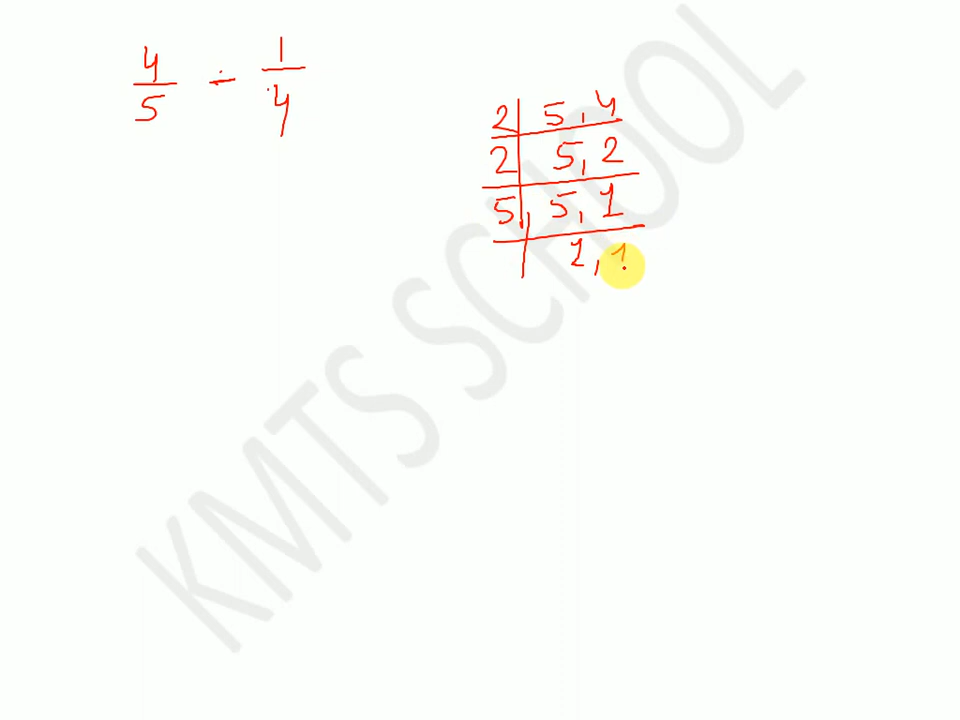 4/5 ÷ 1/4
2 | 5, 4
2 | 5, 2
5 | 5, 1
| 1, 1
KMTS SCHOOL